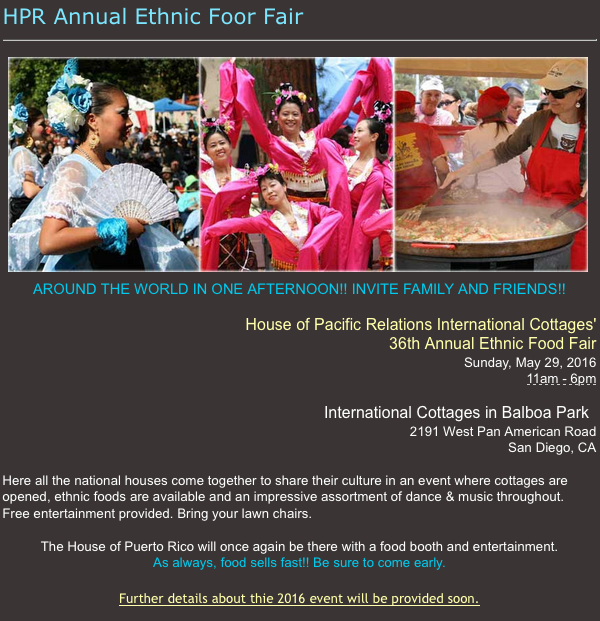 HPR Annual Ethnic Foor Fair
AROUND THE WORLD IN ONE AFTERNOON!! INVITE FAMILY AND FRIENDS!!
House of Pacific Relations International Cottages'
36th Annual Ethnic Food Fair
Sunday, May 29, 2016
11am - 6pm
International Cottages in Balboa Park
2191 West Pan American Road
San Diego, CA
Here all the national houses come together to share their culture in an event where cottages are
opened, ethnic foods are available and an impressive assortment of dance & music throughout.
Free entertainment provided. Bring your lawn chairs.
The House of Puerto Rico will once again be there with a food booth and entertainment.
As always, food sells fast!! Be sure to come early.
Further details about thie 2016 event will be provided soon.